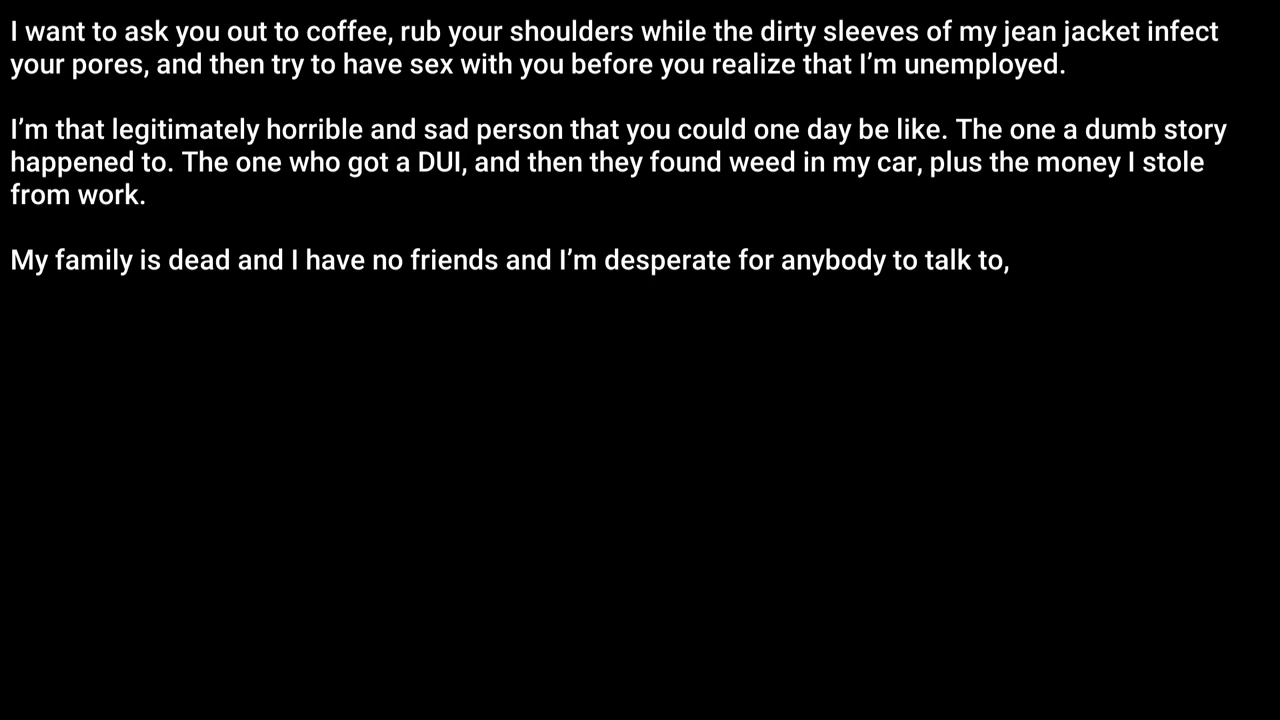 I want to ask you out to coffee, rub your shoulders while the dirty sleeves of my jean jacket infect
your pores, and then try to have sex with you before you realize that I’m unemployed.
I’m that legitimately horrible and sad person that you could one day be like. The one a dumb story
happened to. The one who got a DUI, and then they found weed in my car, plus the money I stole
from work.
My family is dead and I have no friends and I’m desperate for anybody to talk to,